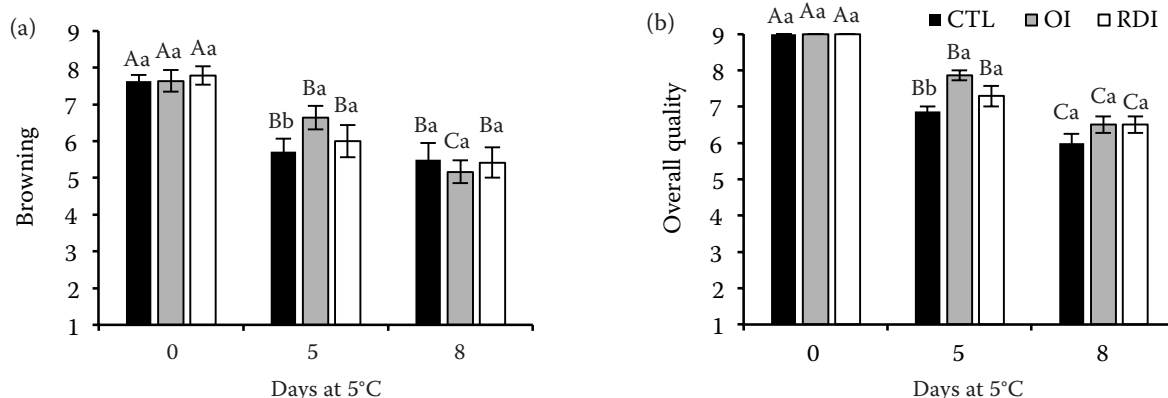 (a)
9
8
7
6
5
4
3
2
1
Browning
Aa Aa Aa
Bb Ba Ba
Ba Ca Ba
0 5 8
Days at 5°C
(b)
CTL OI RDI
9
8
7
6
5
4
3
2
1
Overall quality
Aa Aa Aa
Bb Ba Ba
Ca Ca Ca
0 5 8
Days at 5°C